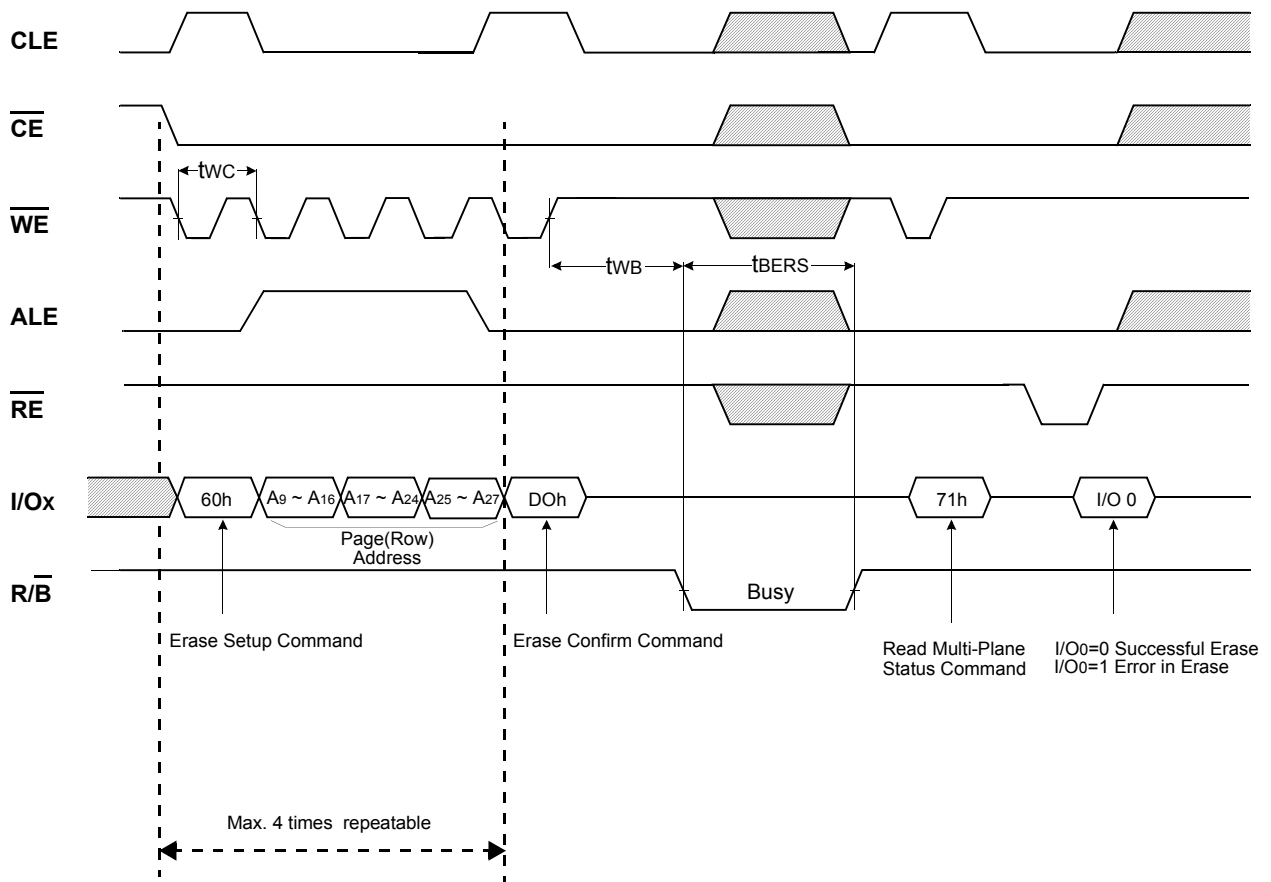 CLE
CE
tWC
WE
tWB
tBERS
ALE
RE
I/Ox
60h
A9 ~ A16
A17 ~ A24
A25 ~ A27
DOh
71h
I/O 0
Page(Row)
Address
R/B
Busy
Erase Setup Command
Erase Confirm Command
Read Multi-Plane
Status Command
I/O0=0 Successful Erase
I/O0=1 Error in Erase
Max. 4 times repeatable